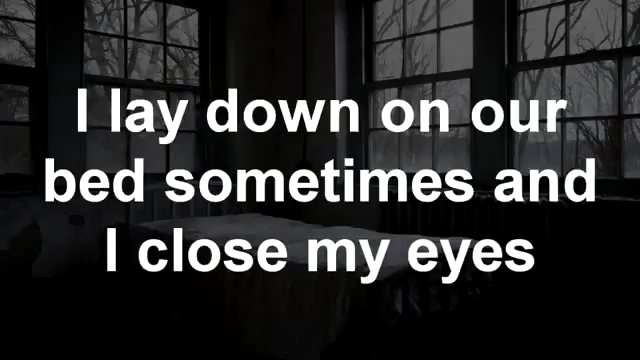 I lay down on our
bed sometimes and
I close my eyes